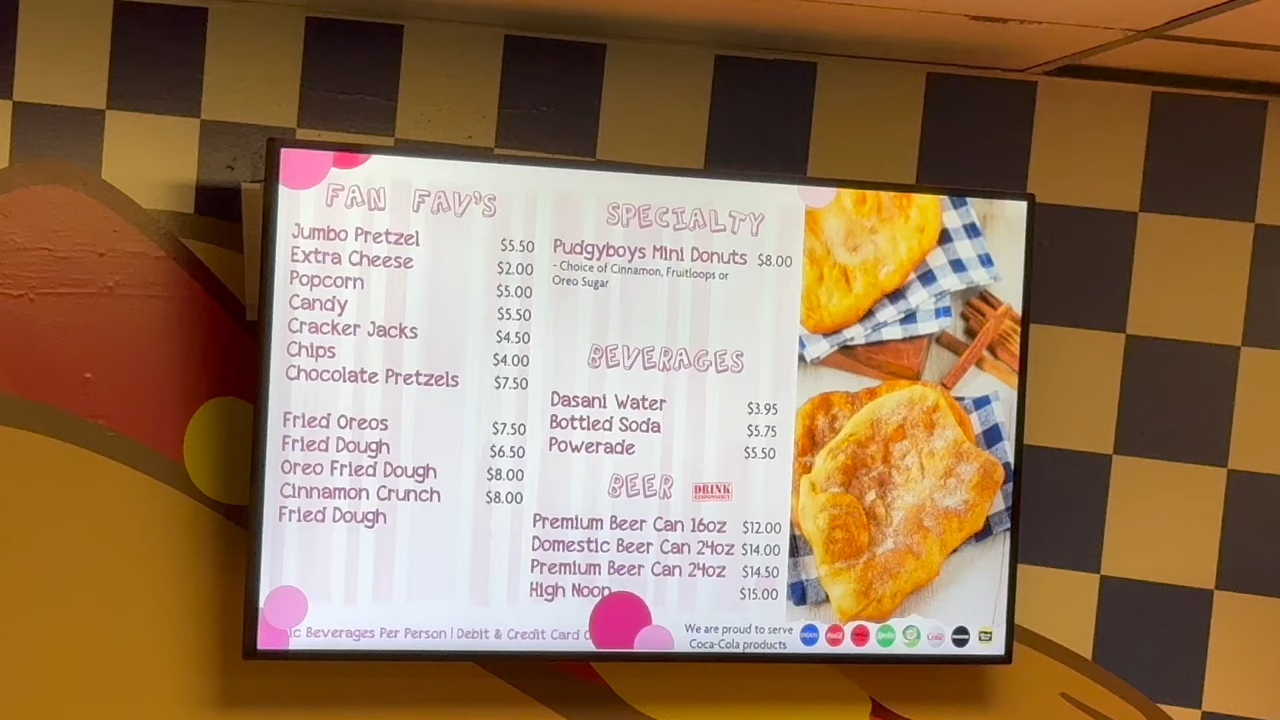 FAN FAV'S
Jumbo Pretzel $5.50
Extra Cheese $2.00
Popcorn $5.00
Candy $5.50
Cracker Jacks $4.50
Chips $4.00
Chocolate Pretzels $7.50
Fried Oreos $7.50
Fried Dough $6.50
Oreo Fried Dough $8.00
Cinnamon Crunch $8.00
Fried Dough
SPECIALTY
Pudgyboys Mini Donuts $8.00
- Choice of Cinnamon, Fruitloops or
Oreo Sugar
BEVERAGES
Dasani Water $3.95
Bottled Soda $5.75
Powerade $5.50
BEER DRINK RESPONSIBLY
Premium Beer Can 16oz $12.00
Domestic Beer Can 24oz $14.00
Premium Beer Can 24oz $14.50
High Noon $15.00
ic Beverages Per Person | Debit & Credit Card
We are proud to serve
Coca-Cola products